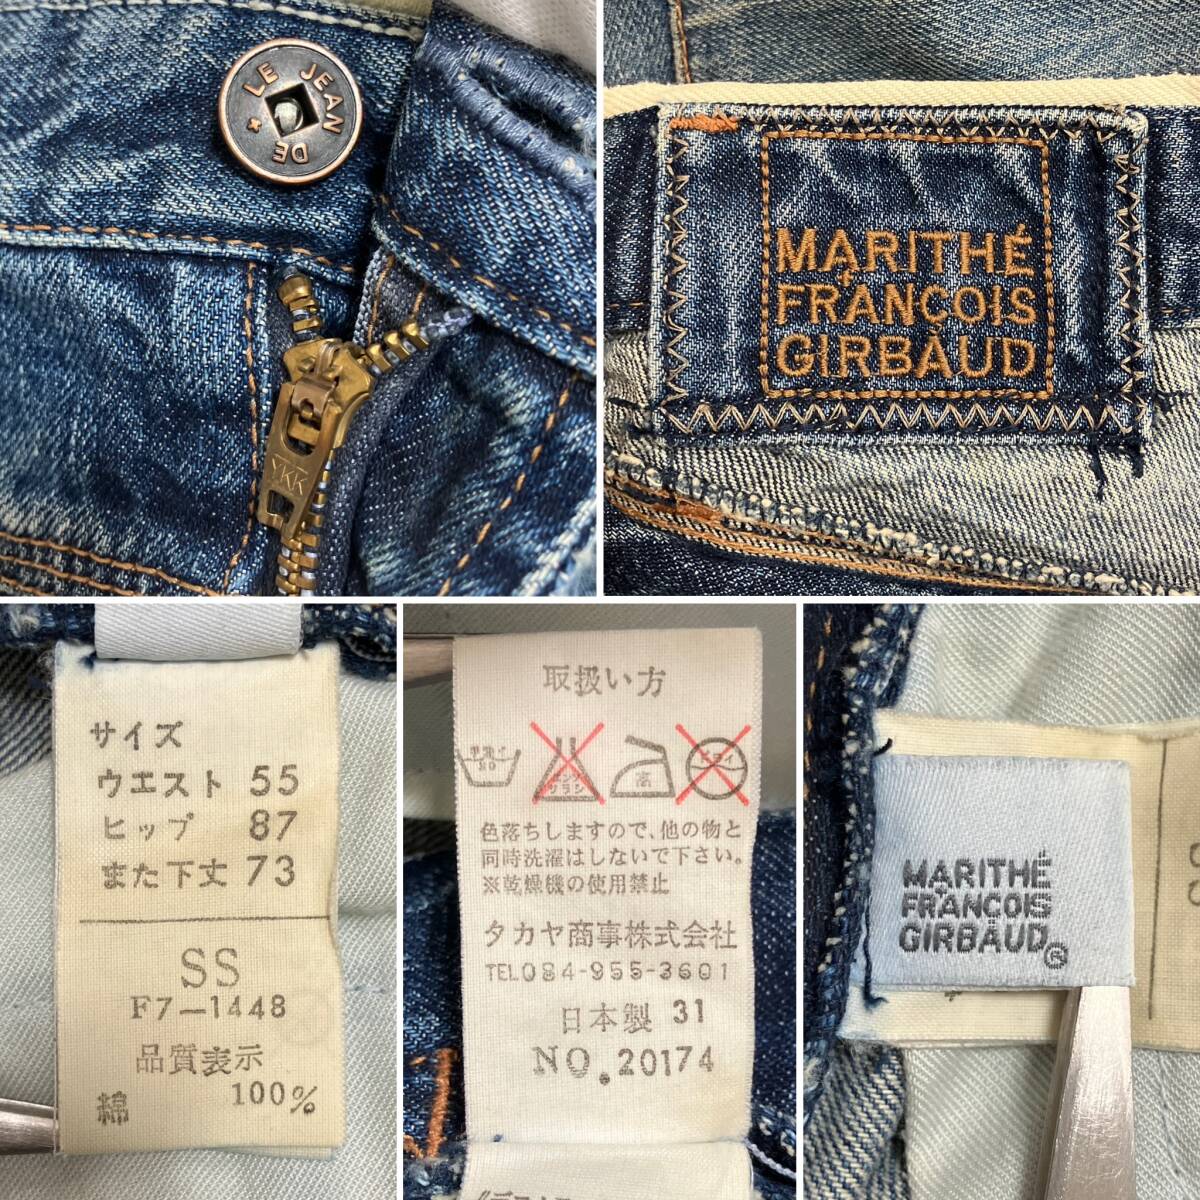 LE JEAN DE +
YKK
MARITHÉ
+
FRANÇOIS
GIRBAUD
サイズ
ウエスト 55
ヒップ 87
また下丈 73
SS
F7-1448
品質表示
綿 100%
取扱い方
高
色落ちしますので、他の物と
同時洗濯はしないで下さい。
※乾燥機の使用禁止
タカヤ商事株式会社
TEL084-955-3601
日本製 31
NO.20174
MARITHÉ
+
FRANÇOIS
GIRBAUD®